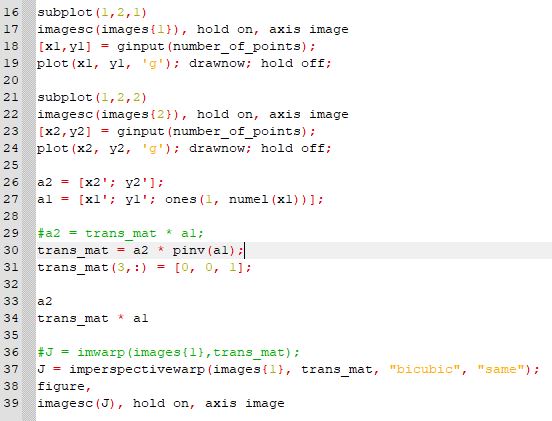 16 subplot(1,2,1)
17 imagesc(images{1}), hold on, axis image
18 [x1,y1] = ginput(number_of_points);
19 plot(x1, y1, 'g'); drawnow; hold off;
20
21 subplot(1,2,2)
22 imagesc(images{2}), hold on, axis image
23 [x2,y2] = ginput(number_of_points);
24 plot(x2, y2, 'g'); drawnow; hold off;
25
26 a2 = [x2'; y2'];
27 a1 = [x1'; y1'; ones(1, numel(x1))];
28
29 #a2 = trans_mat * a1;
30 trans_mat = a2 * pinv(a1);
31 trans_mat(3,:) = [0, 0, 1];
32
33 a2
34 trans_mat * a1
35
36 #J = imwarp(images{1},trans_mat);
37 J = imperspectivewarp(images{1}, trans_mat, "bicubic", "same");
38 figure,
39 imagesc(J), hold on, axis image